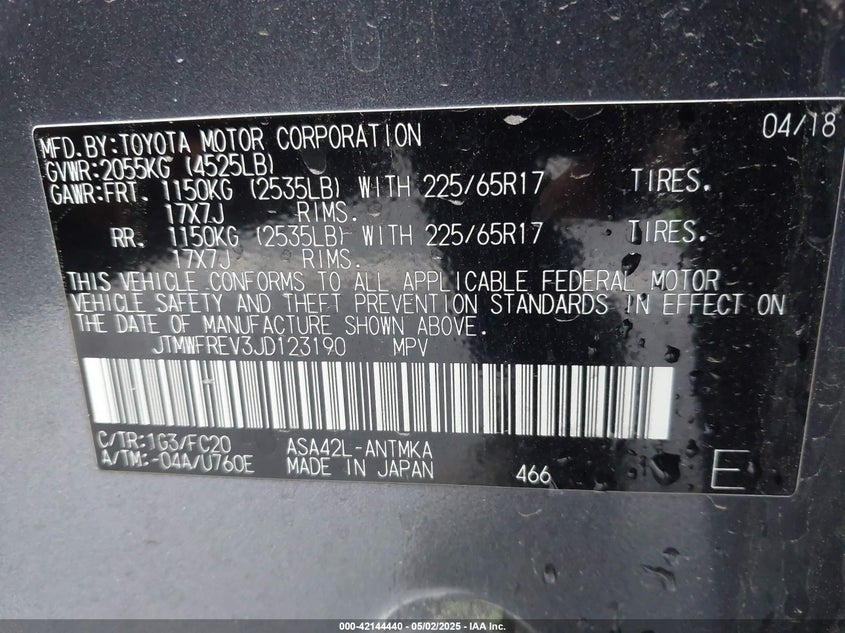 MFD.BY:TOYOTA MOTOR CORPORATION 04/18
GVWR:2055KG (4525LB)
GAWR:FRT. 1150KG (2535LB) WITH 225/65R17 TIRES.
17X7J RIMS.
RR. 1150KG (2535LB) WITH 225/65R17 TIRES.
17X7J RIMS.
THIS VEHICLE CONFORMS TO ALL APPLICABLE FEDERAL MOTOR
VEHICLE SAFETY AND THEFT PREVENTION STANDARDS IN EFFECT ON
THE DATE OF MANUFACTURE SHOWN ABOVE.
JTMWFREV3JD123190 MPV
C/TR:1G3/FC20 ASA42L-ANTMKA
A/TM:-04A/U760E MADE IN JAPAN 466 E
000-42144440 - 05/02/2025 - IAA Inc.